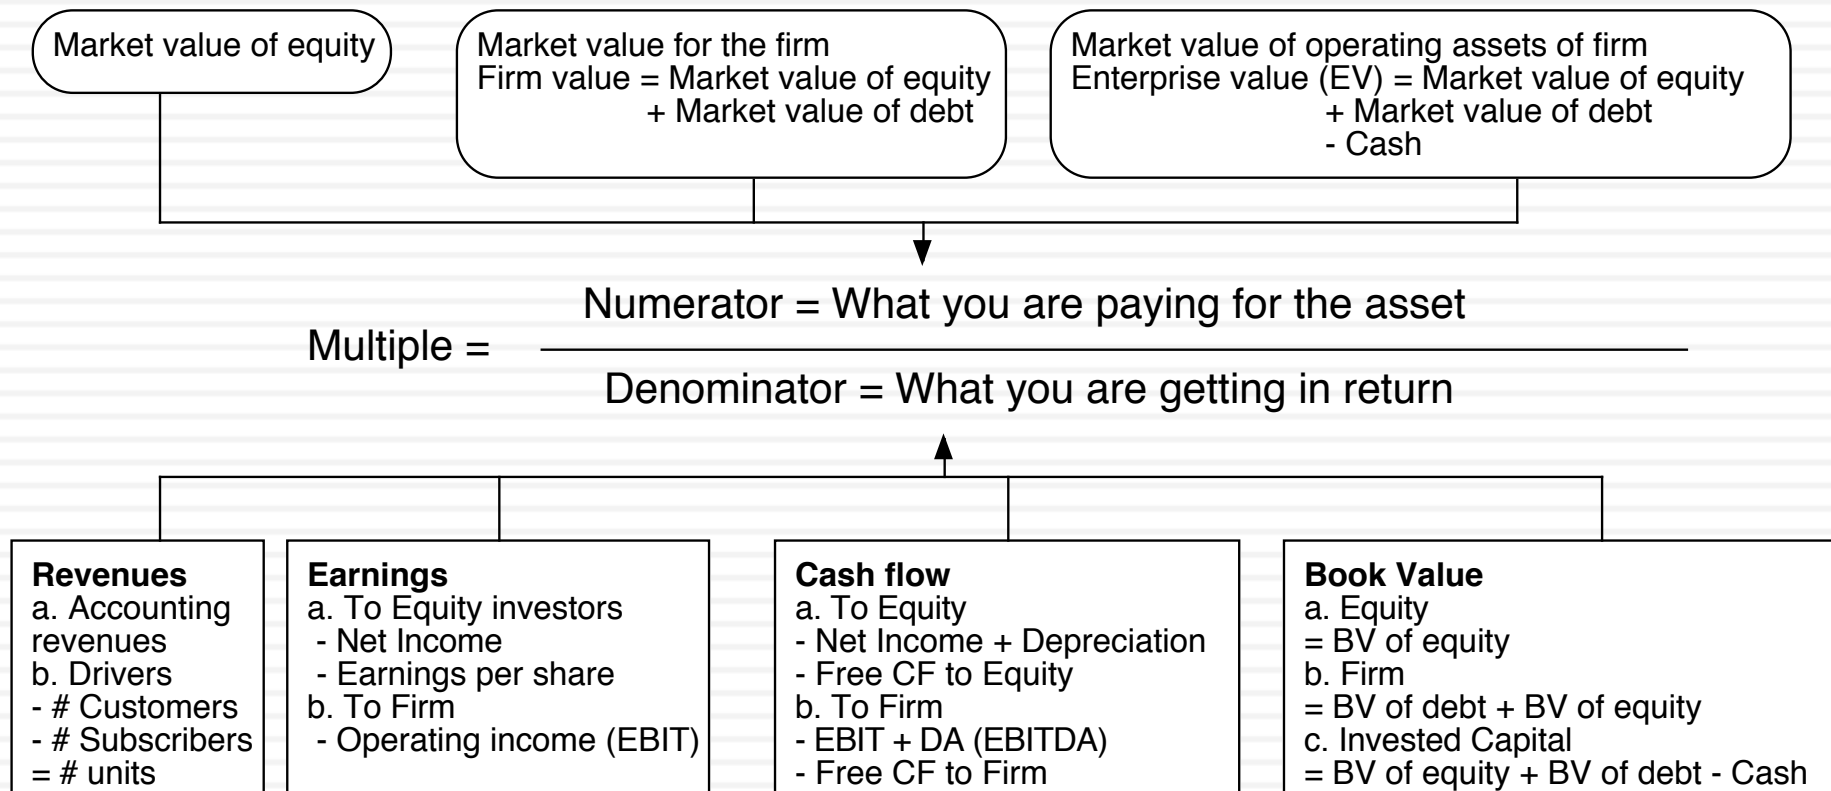 Market value of equity
Market value for the firm
Firm value = Market value of equity
+ Market value of debt
Market value of operating assets of firm
Enterprise value (EV) = Market value of equity
+ Market value of debt
- Cash
Numerator = What you are paying for the asset
Multiple =
Denominator = What you are getting in return
Revenues
a. Accounting
revenues
b. Drivers
- # Customers
- # Subscribers
= # units
Earnings
a. To Equity investors
- Net Income
- Earnings per share
b. To Firm
- Operating income (EBIT)
Cash flow
a. To Equity
- Net Income + Depreciation
- Free CF to Equity
b. To Firm
- EBIT + DA (EBITDA)
- Free CF to Firm
Book Value
a. Equity
= BV of equity
b. Firm
= BV of debt + BV of equity
c. Invested Capital
= BV of equity + BV of debt - Cash